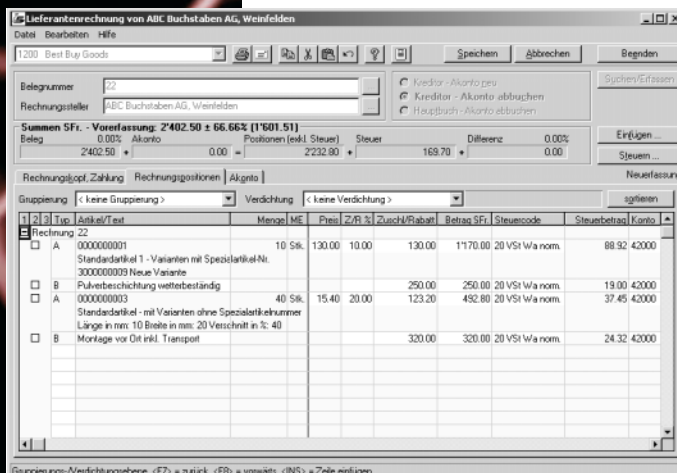 Lieferantenrechnung von ABC Buchstaben AG, Weinfelden
Datei Bearbeiten Hilfe
1200 Best Buy Goods Speichern Abbrechen Beenden
Belegnummer 22
Rechnungssteller ABC Buchstaben AG, Weinfelden
Kreditor - Akonto neu
Kreditor - Akonto abbuchen
Hauptbuch - Akonto abbuchen
Suchen/Erfassen
Summen SFr. - Vorerfassung: 2'402.50 ± 66.66% (1'601.51)
Beleg 0.00% Akonto Positionen (exkl. Steuer) Steuer Differenz 0.00%
2'402.50 + 0.00 = 2'232.80 + 169.70 + 0.00
Einfügen ...
Steuern ...
Rechnungskopf, Zahlung Rechnungspositionen Akonto Neuerfassung
Gruppierung < keine Gruppierung > Verdichtung < keine Verdichtung > sortieren
1 2 3 Typ Artikel/Text Menge ME Preis Z/R % Zuschl/Rabatt Betrag SFr. Steuercode Steuerbetrag Konto
Rechnung 22
A 0000000001 10 Stk. 130.00 10.00 130.00 1'170.00 20 VSt Wa norm. 88.92 42000
Standardartikel 1 - Varianten mit Spezialartikel-Nr.
3000000009 Neue Variante
B Pulverbeschichtung wetterbeständig 250.00 250.00 20 VSt Wa norm. 19.00 42000
A 0000000003 40 Stk. 15.40 20.00 123.20 492.80 20 VSt Wa norm. 37.45 42000
Standardartikel - mit Varianten ohne Spezialartikelnummer
Länge in mm: 10 Breite in mm: 20 Verschnitt in %: 40
B Montage vor Ort inkl. Transport 320.00 320.00 20 VSt Wa norm. 24.32 42000
Gruppierungs-/Verdichtungsebene, <F7> = zurück, <F8> = vorwärts, <INS> = Zeile einfügen